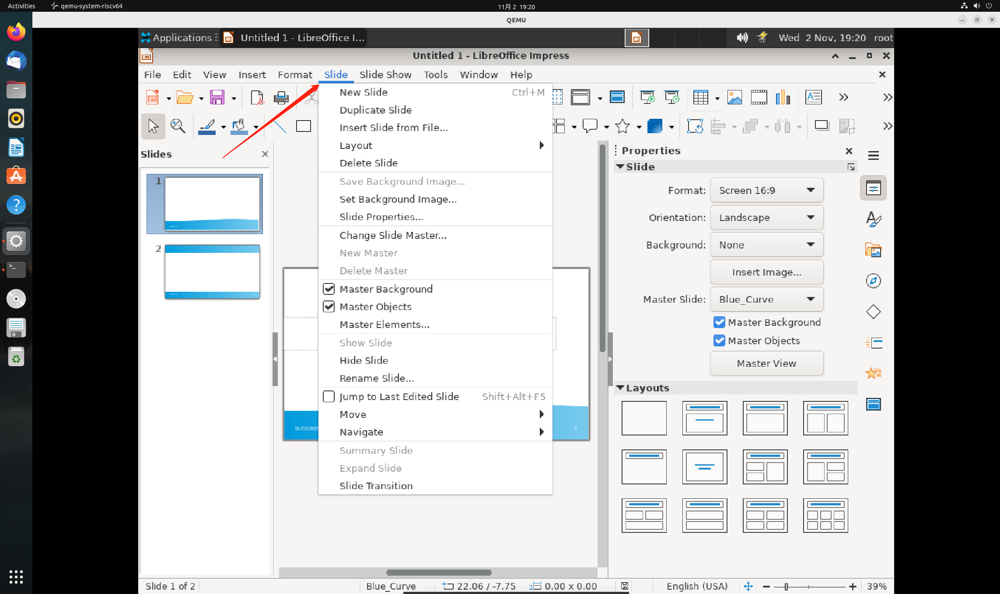 Activities
qemu-system-riscv64
11月 2 19:20
QEMU
Applications
Untitled 1 - LibreOffice I...
Wed 2 Nov, 19:20 root
Untitled 1 - LibreOffice Impress
File Edit View Insert Format Slide Slide Show Tools Window Help
New Slide Ctrl+M
Duplicate Slide
Insert Slide from File...
Layout
Delete Slide
Save Background Image...
Set Background Image...
Slide Properties...
Change Slide Master...
New Master
Delete Master
Master Background
Master Objects
Master Elements...
Show Slide
Hide Slide
Rename Slide...
Jump to Last Edited Slide Shift+Alt+F5
Move
Navigate
Summary Slide
Expand Slide
Slide Transition
Slides
1
2
11/02/202
1
Properties
Slide
Format: Screen 16:9
Orientation: Landscape
Background: None
Insert Image...
Master Slide: Blue_Curve
Master Background
Master Objects
Master View
Layouts
Slide 1 of 2
Blue_Curve
22.06 / -7.75
0.00 x 0.00
English (USA)
39%